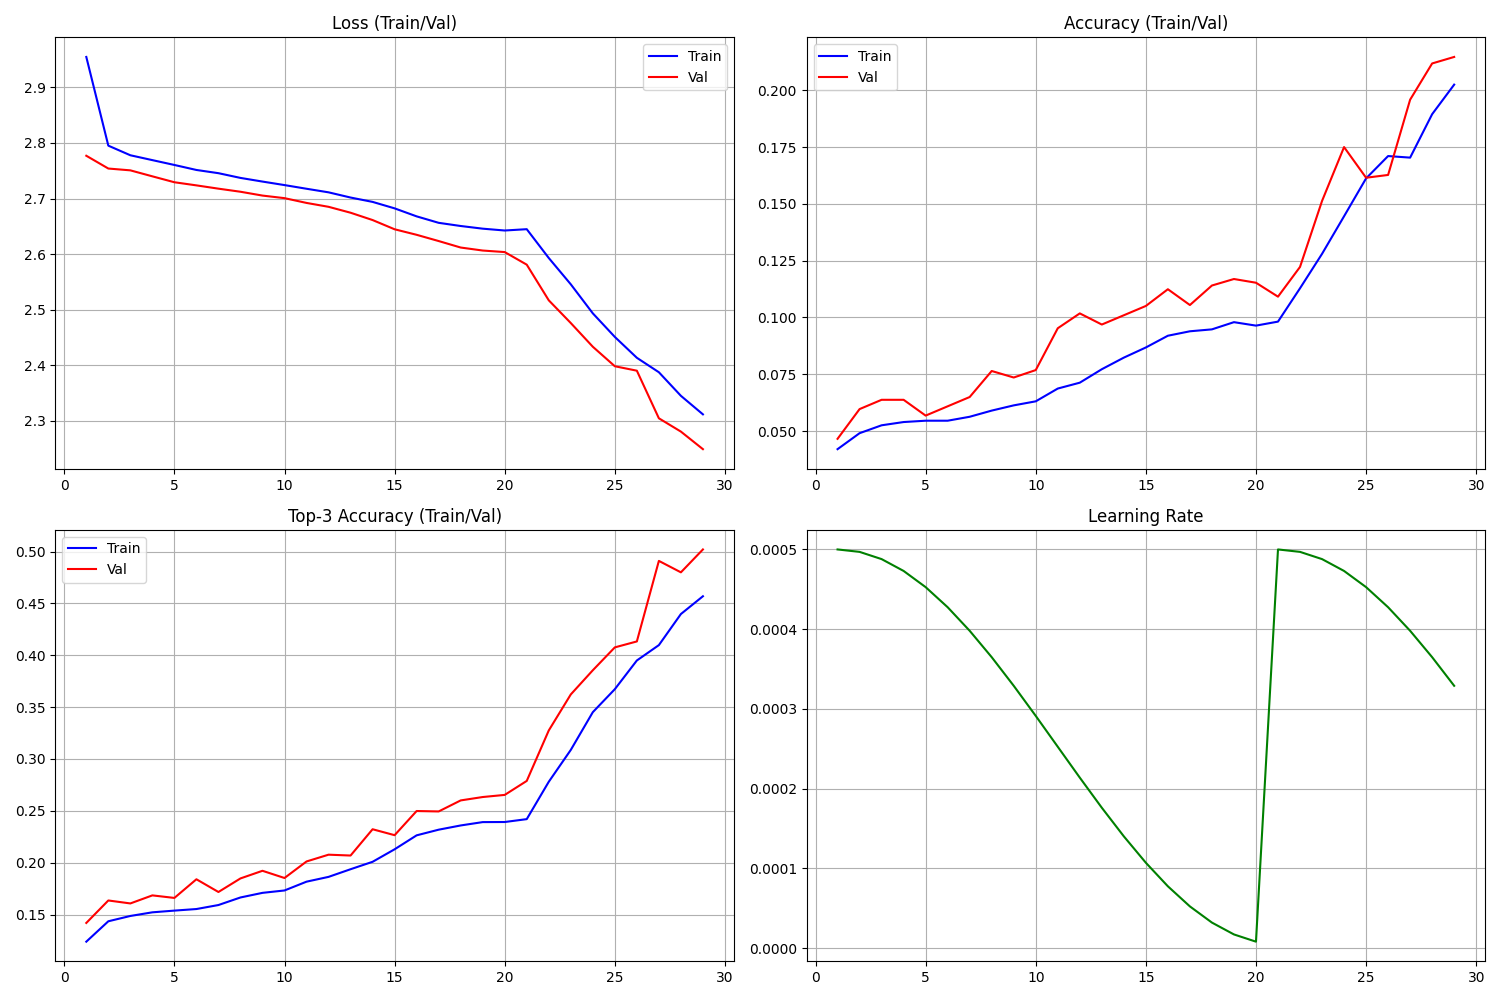 Loss (Train/Val)
Train
Val
2.9
2.8
2.7
2.6
2.5
2.4
2.3
0 5 10 15 20 25 30
Accuracy (Train/Val)
Train
Val
0.200
0.175
0.150
0.125
0.100
0.075
0.050
0 5 10 15 20 25 30
Top-3 Accuracy (Train/Val)
Train
Val
0.50
0.45
0.40
0.35
0.30
0.25
0.20
0.15
0 5 10 15 20 25 30
Learning Rate
0.0005
0.0004
0.0003
0.0002
0.0001
0.0000
0 5 10 15 20 25 30